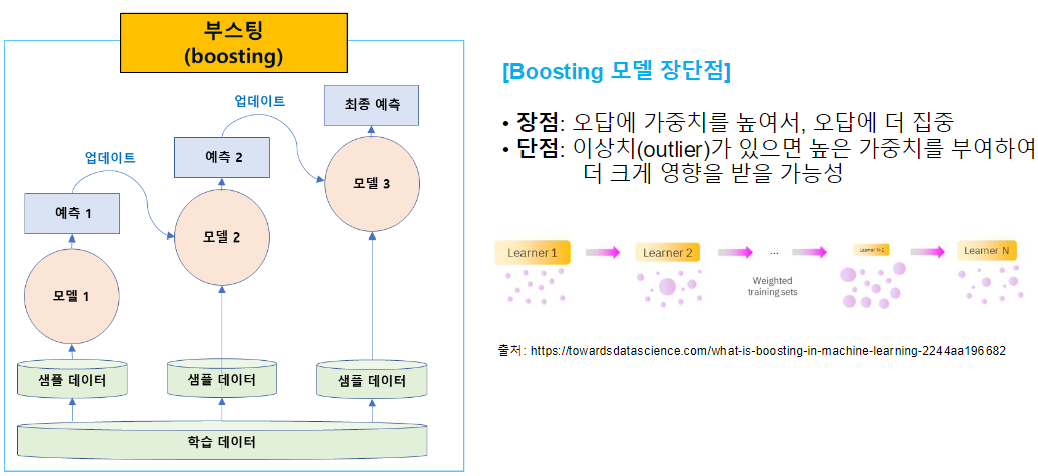 부스팅
(boosting)
최종 예측
업데이트
예측 2
업데이트
모델 3
예측 1
모델 2
모델 1
샘플 데이터
샘플 데이터
샘플 데이터
학습 데이터
[Boosting 모델 장단점]
• 장점: 오답에 가중치를 높여서, 오답에 더 집중
• 단점: 이상치(outlier)가 있으면 높은 가중치를 부여하여
더 크게 영향을 받을 가능성
Learner 1
Learner 2
...
Learner N-1
Learner N
Weighted
training sets
출처 : https://towardsdatascience.com/what-is-boosting-in-machine-learning-2244aa196682